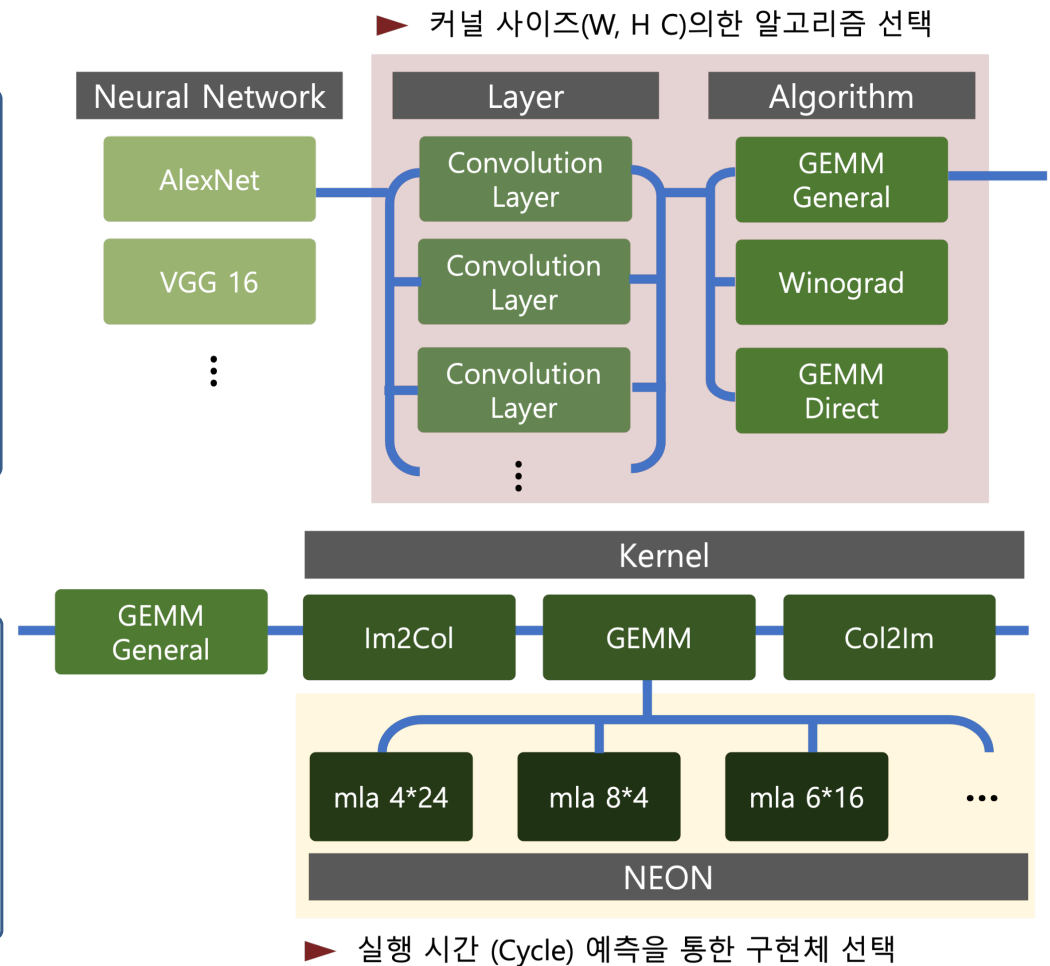 커널 사이즈(W, H C)의한 알고리즘 선택
Neural Network
Layer
Algorithm
AlexNet
VGG 16
Convolution
Layer
Convolution
Layer
Convolution
Layer
GEMM
General
Winograd
GEMM
Direct
Kernel
GEMM
General
Im2Col
GEMM
Col2Im
mla 4*24
mla 8*4
mla 6*16
NEON
실행 시간 (Cycle) 예측을 통한 구현체 선택